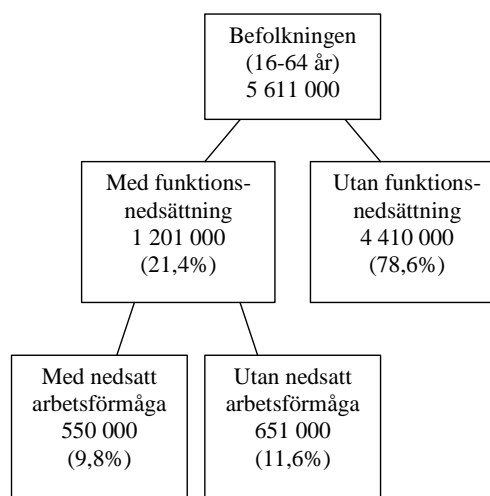 Befolkningen
(16-64 år)
5 611 000
Med funktions-
nedsättning
1 201 000
(21,4%)
Utan funktions-
nedsättning
4 410 000
(78,6%)
Med nedsatt
arbetsförmåga
550 000
(9,8%)
Utan nedsatt
arbetsförmåga
651 000
(11,6%)